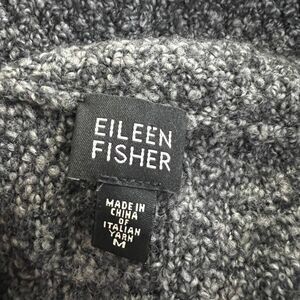 EILEEN
FISHER
MADE IN
CHINA
OF
ITALIAN
YARN
M